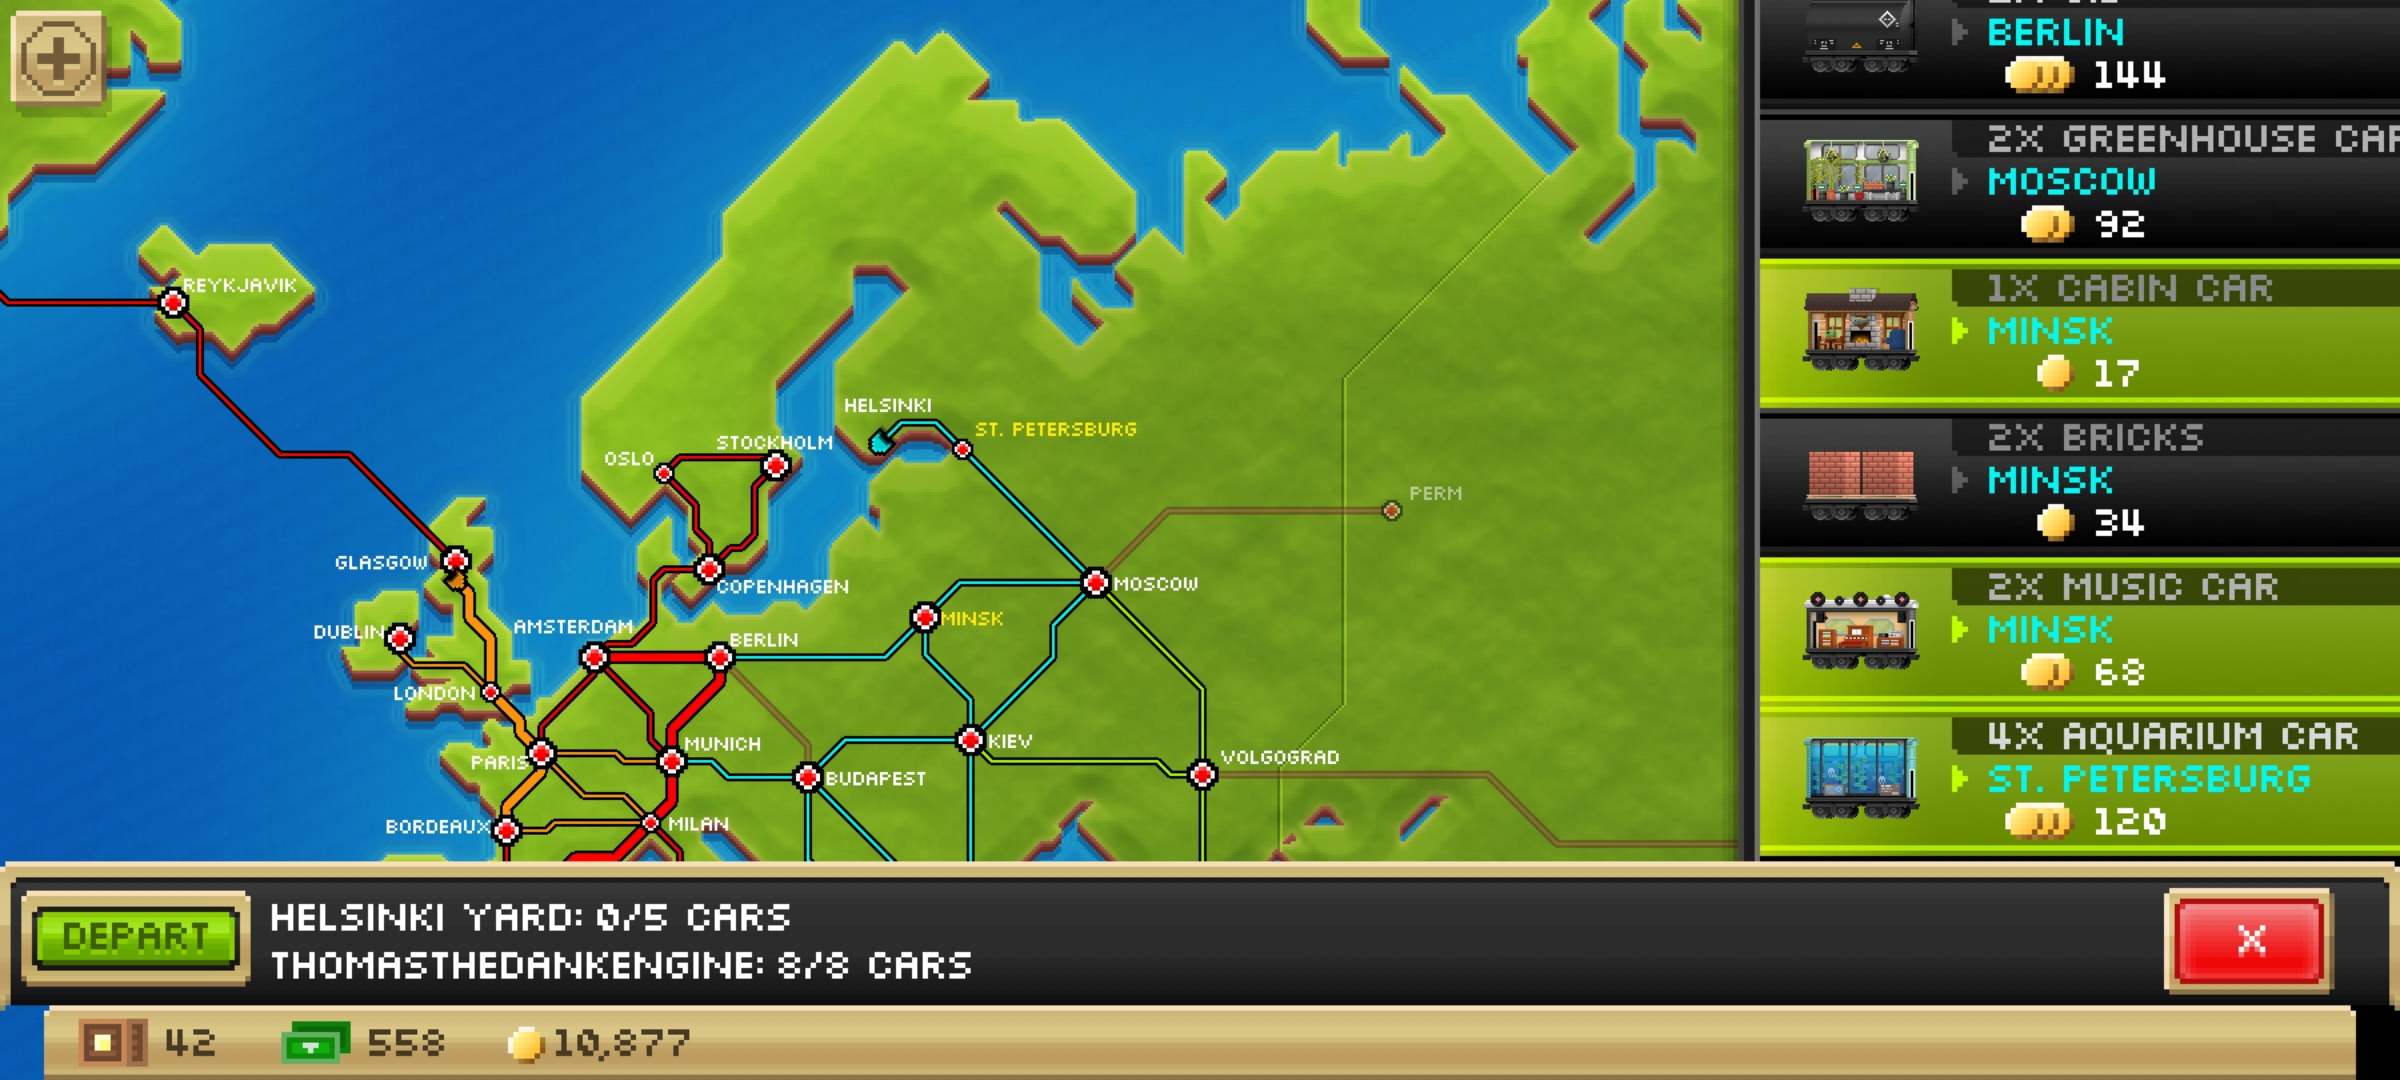 BERLIN
144
2X GREENHOUSE CAR
MOSCOW
92
1X CABIN CAR
MINSK
17
2X BRICKS
MINSK
34
2X MUSIC CAR
MINSK
68
4X AQUARIUM CAR
ST. PETERSBURG
120
REYKJAVIK
HELSINKI
ST. PETERSBURG
STOCKHOLM
OSLO
PERM
GLASGOW
COPENHAGEN
MOSCOW
DUBLIN
AMSTERDAM
BERLIN
MINSK
LONDON
MUNICH
KIEV
PARIS
BUDAPEST
VOLGOGRAD
BORDEAUX
MILAN
DEPART
HELSINKI YARD: 0/5 CARS
THOMASTHEDANKENGINE: 8/8 CARS
X
42
558
10,877